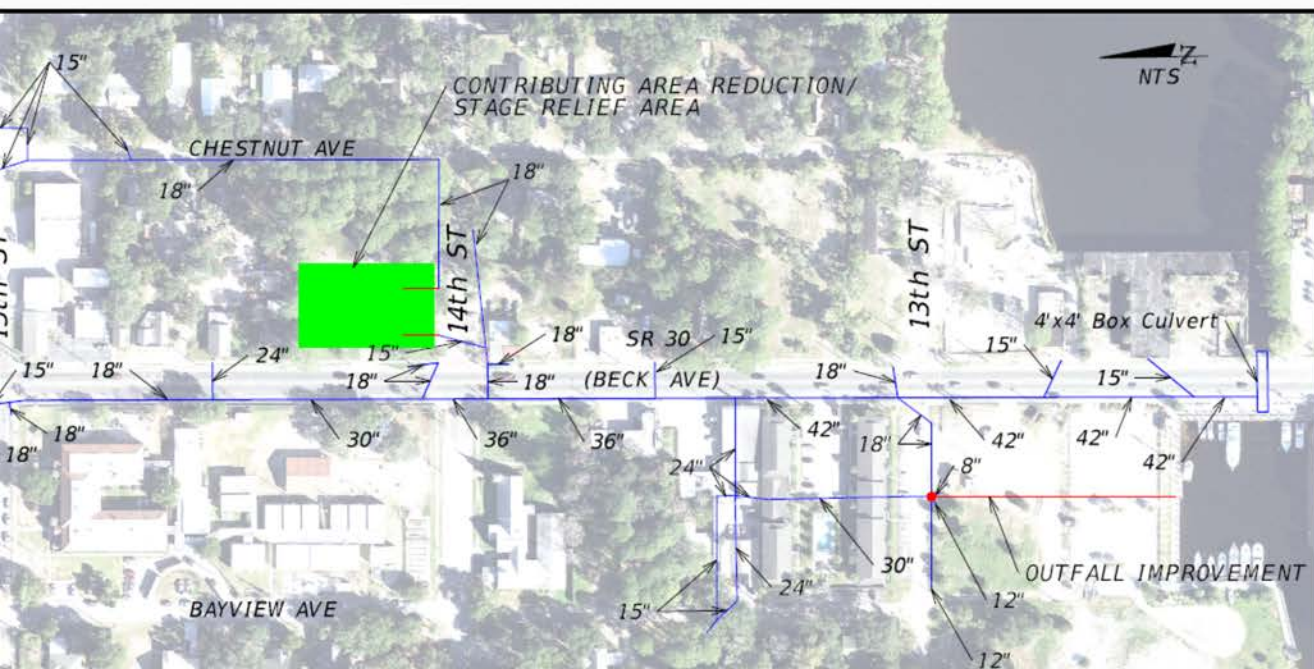 15"
Z
NTS
CONTRIBUTING AREA REDUCTION/
STAGE RELIEF AREA
CHESTNUT AVE
18"
18"
15th ST
14th ST
13th ST
4'x4' Box Culvert
18"
SR 30
15"
15"
15"
24"
15"
18"
18"
18"
(BECK AVE)
18"
15"
18"
18"
30"
36"
36"
42"
18"
42"
42"
42"
24"
8"
30"
OUTFALL IMPROVEMENT
24"
15"
12"
BAYVIEW AVE
12"